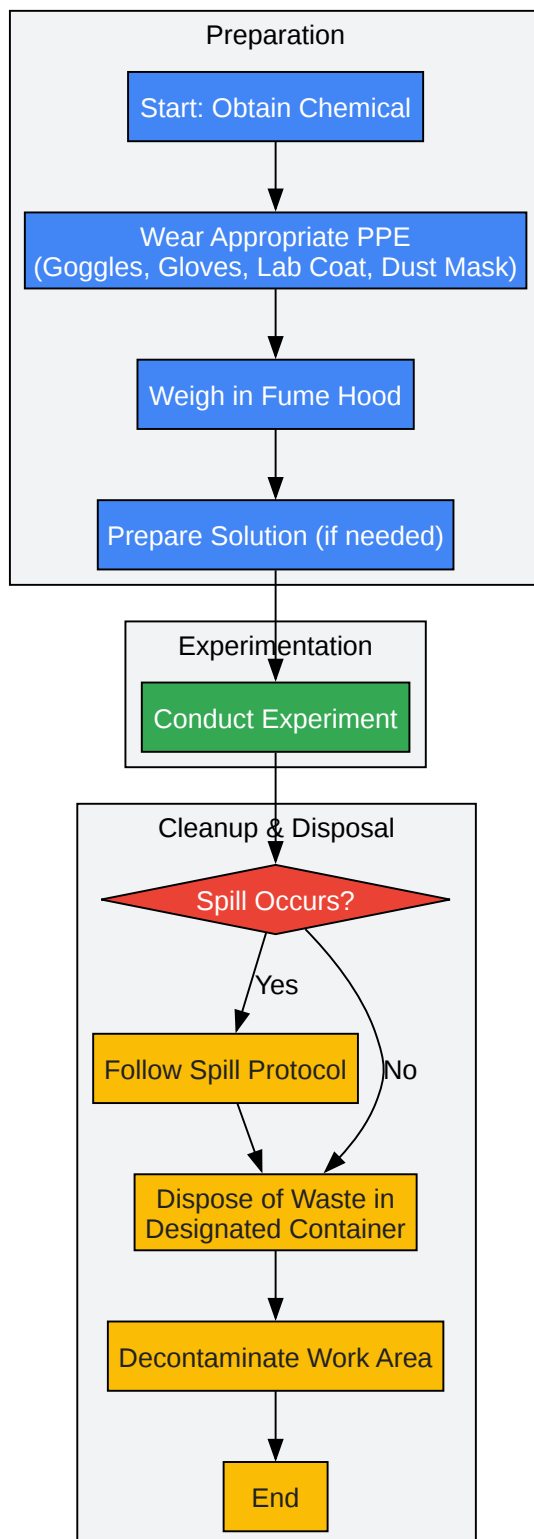 Preparation
Start: Obtain Chemical
Wear Appropriate PPE
(Goggles, Gloves, Lab Coat, Dust Mask)
Weigh in Fume Hood
Prepare Solution (if needed)
Experimentation
Conduct Experiment
Cleanup & Disposal
Spill Occurs?
Yes
Follow Spill Protocol
No
Dispose of Waste in
Designated Container
Decontaminate Work Area
End